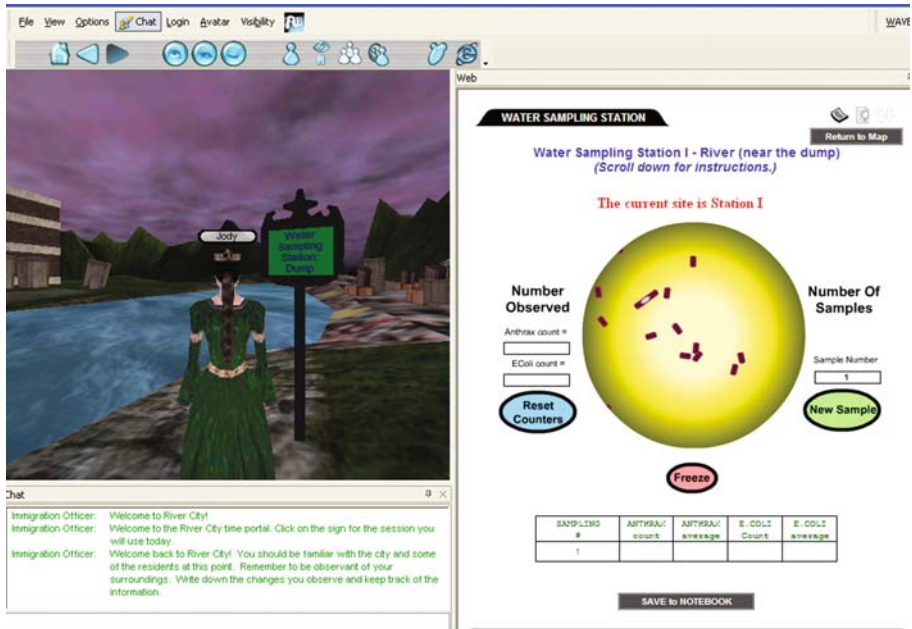 File View Options Chat Login Avatar Visibility
WAVE
Web
WATER SAMPLING STATION
Return to Map
Water Sampling Station I - River (near the dump)
(Scroll down for instructions.)
The current site is Station I
Jody
Water
Sampling
Station:
Dump
Number
Observed
Anthrax count =
EColi count =
Reset
Counters
Number Of
Samples
Sample Number
1
New Sample
Freeze
SAMPLING ANTHRAX ANTHRAX E.COLI E.COLI
# count average Count average
1
SAVE to NOTEBOOK
Chat
Immigration Officer: Welcome to River City!
Immigration Officer: Welcome to the River City time portal. Click on the sign for the session you
will use today.
Immigration Officer: Welcome back to River City! You should be familiar with the city and some
of the residents at this point. Remember to be observant of your
surroundings. Write down the changes you observe and keep track of the
information.